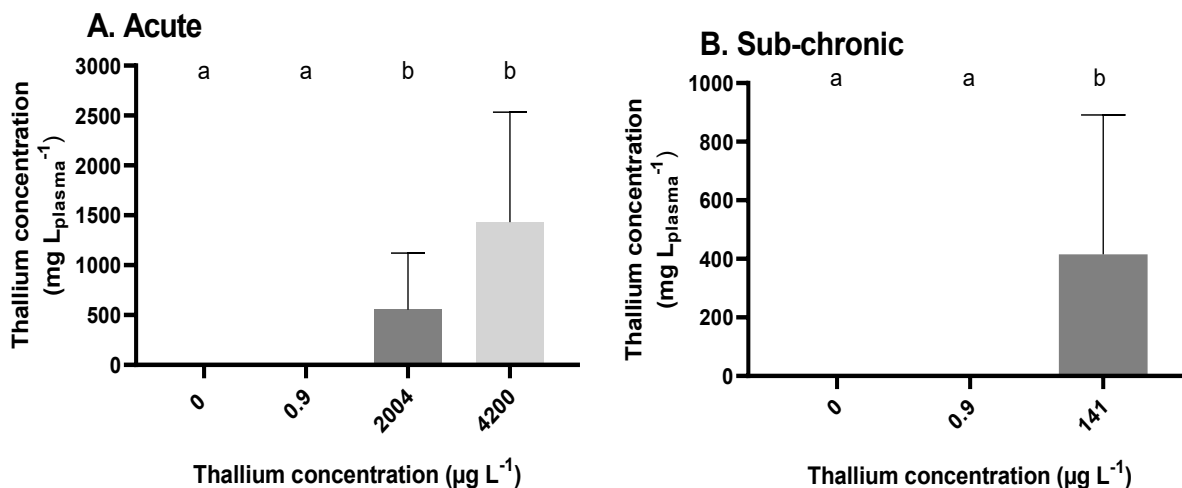 A. Acute
Thallium concentration
(mg Lplasma⁻¹)
3000
2500
2000
1500
1000
500
0
a a b b
0 0.9 2004 4200
Thallium concentration (µg L⁻¹)
B. Sub-chronic
Thallium concentration
(mg Lplasma⁻¹)
1000
800
600
400
200
0
a a b
0 0.9 141
Thallium concentration (µg L⁻¹)